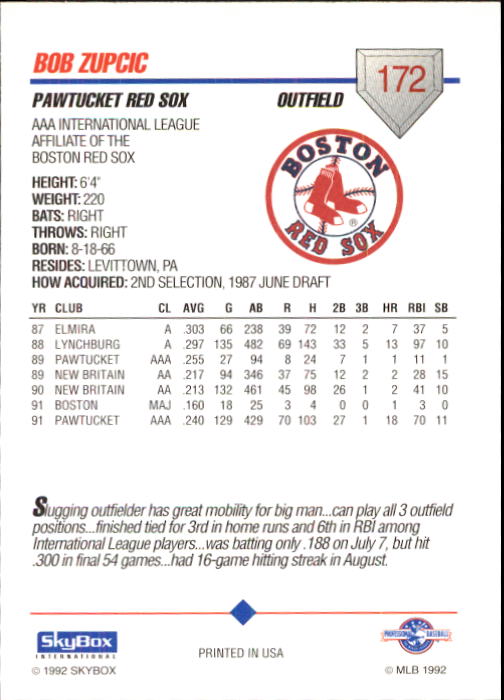 BOB ZUPCIC
172
PAWTUCKET RED SOX OUTFIELD
AAA INTERNATIONAL LEAGUE
AFFILIATE OF THE
BOSTON RED SOX
BOSTON
RED SOX
®
HEIGHT: 6'4"
WEIGHT: 220
BATS: RIGHT
THROWS: RIGHT
BORN: 8-18-66
RESIDES: LEVITTOWN, PA
HOW ACQUIRED: 2ND SELECTION, 1987 JUNE DRAFT
YR CLUB CL AVG G AB R H 2B 3B HR RBI SB
87 ELMIRA A .303 66 238 39 72 12 2 7 37 5
88 LYNCHBURG A .297 135 482 69 143 33 5 13 97 10
89 PAWTUCKET AAA .255 27 94 8 24 7 1 1 11 1
89 NEW BRITAIN AA .217 94 346 37 75 12 2 2 28 15
90 NEW BRITAIN AA .213 132 461 45 98 26 1 2 41 10
91 BOSTON MAJ .160 18 25 3 4 0 0 1 3 0
91 PAWTUCKET AAA .240 129 429 70 103 27 1 18 70 11
Slugging outfielder has great mobility for big man...can play all 3 outfield
positions...finished tied for 3rd in home runs and 6th in RBI among
International League players...was batting only .188 on July 7, but hit
.300 in final 54 games...had 16-game hitting streak in August.
SkyBox
INTERNATIONAL
© 1992 SKYBOX
PRINTED IN USA
PROFESSIONAL BASEBALL
© MLB 1992